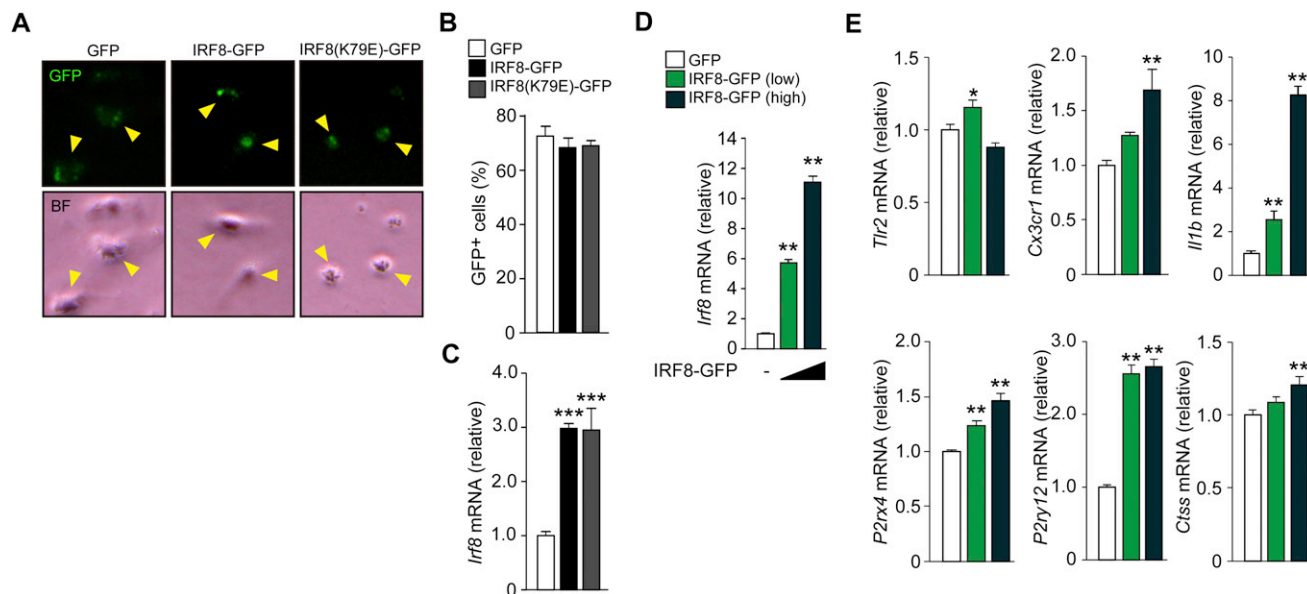 A
GFP
IRF8-GFP
IRF8(K79E)-GFP
GFP
BF
B
GFP
IRF8-GFP
IRF8(K79E)-GFP
GFP+ cells (%)
80
60
40
20
0
C
Irf8 mRNA (relative)
4.0
3.0
2.0
1.0
0.0
***
***
D
GFP
IRF8-GFP (low)
IRF8-GFP (high)
Irf8 mRNA (relative)
14
12
10
8
6
4
2
0
**
**
IRF8-GFP
-
E
Tlr2 mRNA (relative)
1.5
1.0
0.5
0.0
*
Cx3cr1 mRNA (relative)
2.0
1.5
1.0
0.5
0.0
**
Il1b mRNA (relative)
10
8
6
4
2
0
**
**
P2rx4 mRNA (relative)
2.0
1.5
1.0
0.5
0.0
**
**
P2ry12 mRNA (relative)
3.0
2.0
1.0
0.0
**
**
Ctss mRNA (relative)
1.5
1.0
0.5
0.0
**